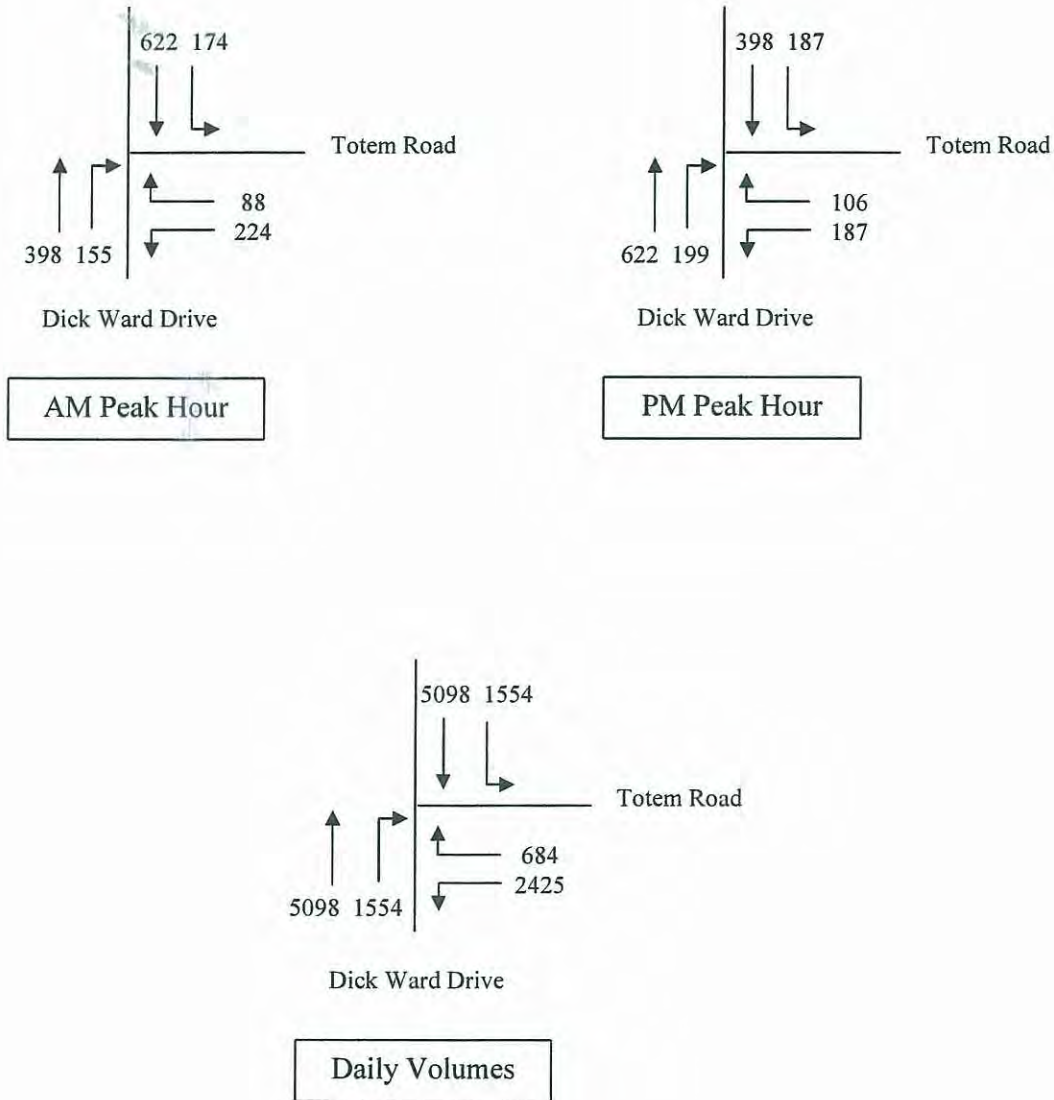 622 174
Totem Road
88
224
398 155
Dick Ward Drive
AM Peak Hour
398 187
Totem Road
106
187
622 199
Dick Ward Drive
PM Peak Hour
5098 1554
Totem Road
684
2425
5098 1554
Dick Ward Drive
Daily Volumes